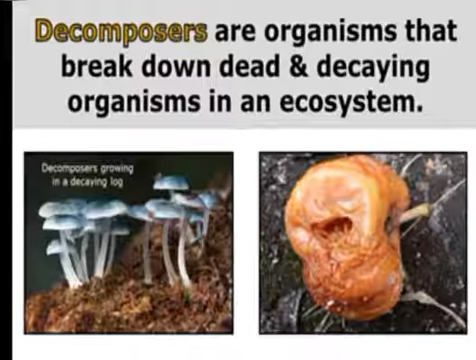 Decomposers are organisms that
break down dead & decaying
organisms in an ecosystem.
Decomposers growing
in a decaying log